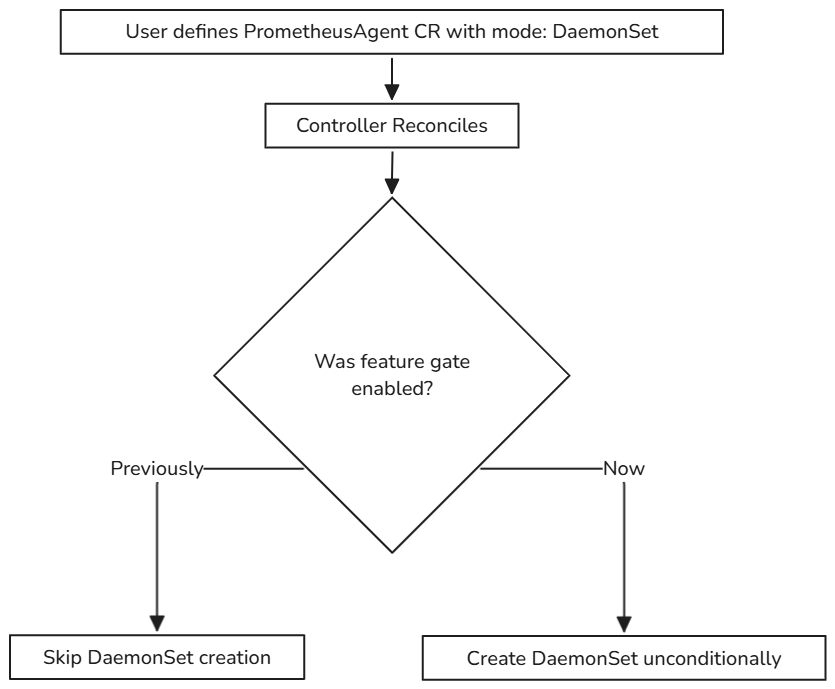 User defines PrometheusAgent CR with mode: DaemonSet
Controller Reconciles
Was feature gate
enabled?
Previously
Now
Skip DaemonSet creation
Create DaemonSet unconditionally